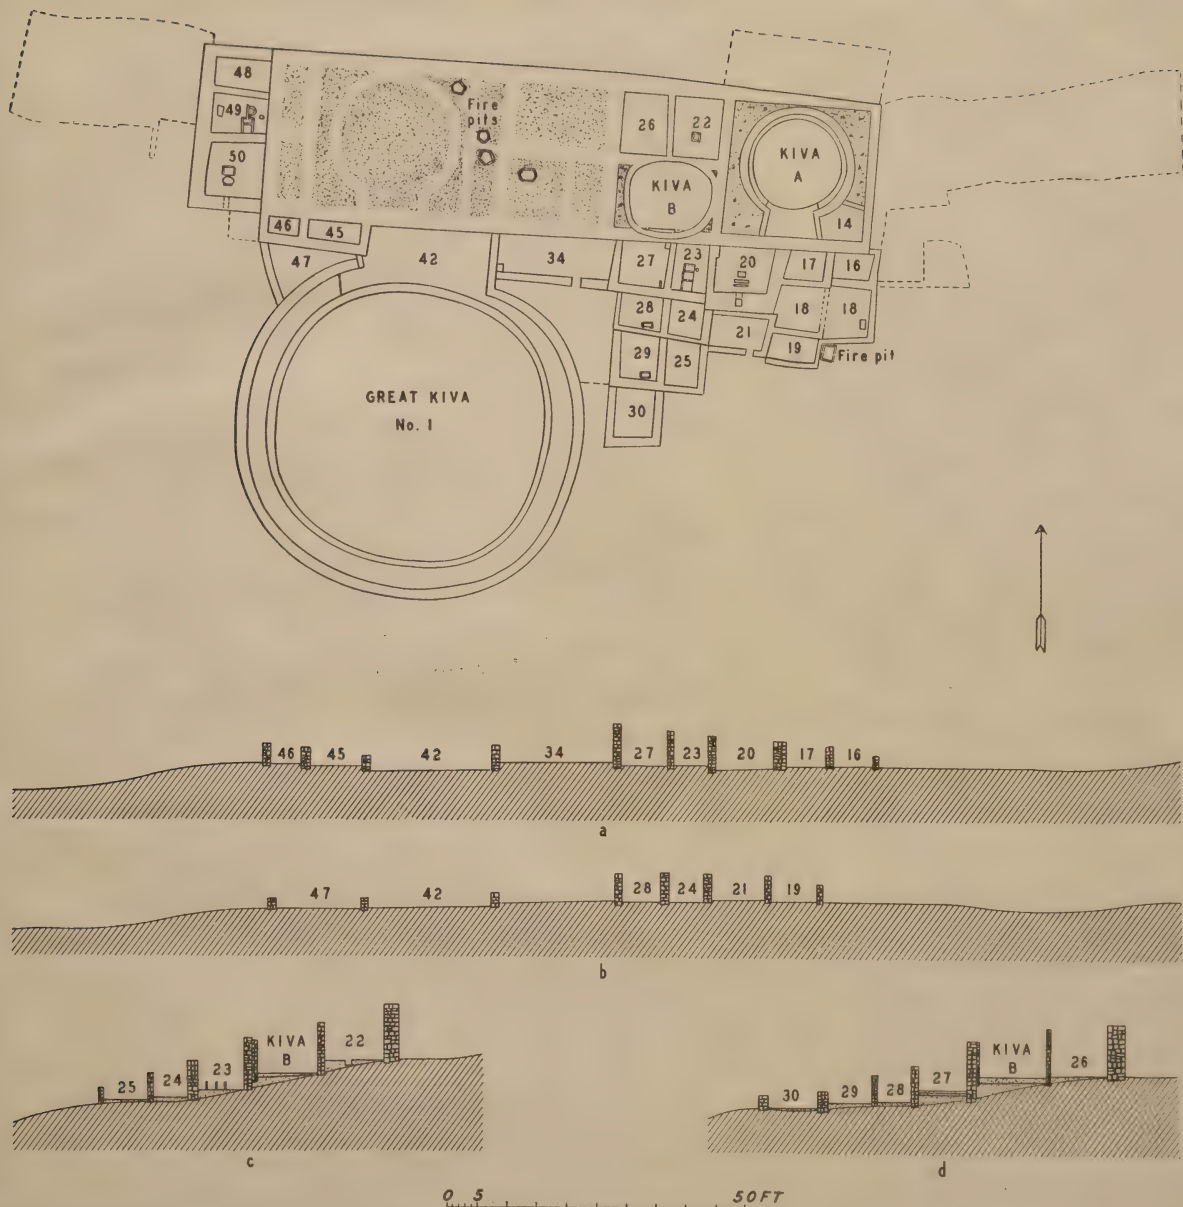 48
49
Fire
pits
26
22
KIVA
A
50
KIVA
B
14
46
45
47
42
34
27
23
20
17
16
28
24
21
18
18
29
25
19
Fire pit
30
GREAT KIVA
No. 1
46 45 42 34 27 23 20 17 16
a
47 42 28 24 21 19
b
25 24 23 KIVA
B 22
c
30 29 28 27 KIVA
B 26
d
0 5 50 FT